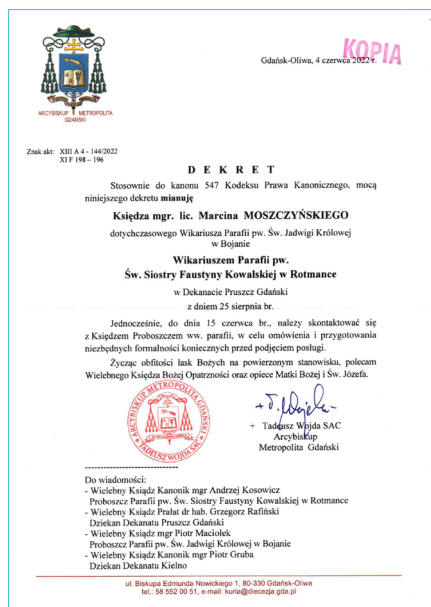 KOPIA
Gdańsk-Oliwa, 4 czerwca 2022 r.
ARCYBISKUP METROPOLITA
GDAŃSKI
Znak akt: XIII A 4 - 144/2022
XI F 198 – 196
D E K R E T
Stosownie do kanonu 547 Kodeksu Prawa Kanonicznego, mocą
niniejszego dekretu mianuję
Księdza mgr. lic. Marcina MOSZCZYŃSKIEGO
dotychczasowego Wikariusza Parafii pw. Św. Jadwigi Królowej
w Bojanie
Wikariuszem Parafii pw.
Św. Siostry Faustyny Kowalskiej w Rotmance
w Dekanacie Pruszcz Gdański
z dniem 25 sierpnia br.
Jednocześnie, do dnia 15 czerwca br., należy skontaktować się
z Księdzem Proboszczem ww. parafii, w celu omówienia i przygotowania
niezbędnych formalności koniecznych przed podjęciem posługi.
Życząc obfitości łask Bożych na powierzonym stanowisku, polecam
Wielebnego Księdza Bożej Opatrzności oraz opiece Matki Bożej i Św. Józefa.
ARCYBISKUP METROPOLITA GDAŃSKI
TADEUSZ WOJDA SAC
+ T. Wojda
+ Tadeusz Wojda SAC
Arcybiskup
Metropolita Gdański
Do wiadomości:
- Wielebny Ksiądz Kanonik mgr Andrzej Kosowicz
Proboszcz Parafii pw. Św. Siostry Faustyny Kowalskiej w Rotmance
- Wielebny Ksiądz Prałat dr hab. Grzegorz Rafiński
Dziekan Dekanatu Pruszcz Gdański
- Wielebny Ksiądz mgr Piotr Maciołek
Proboszcz Parafii pw. Św. Jadwigi Królowej w Bojanie
- Wielebny Ksiądz Kanonik mgr Piotr Gruba
Dziekan Dekanatu Kielno
ul. Biskupa Edmunda Nowickiego 1, 80-330 Gdańsk-Oliwa
tel.: 58 552 00 51, e-mail: kuria@diecezja.gda.pl